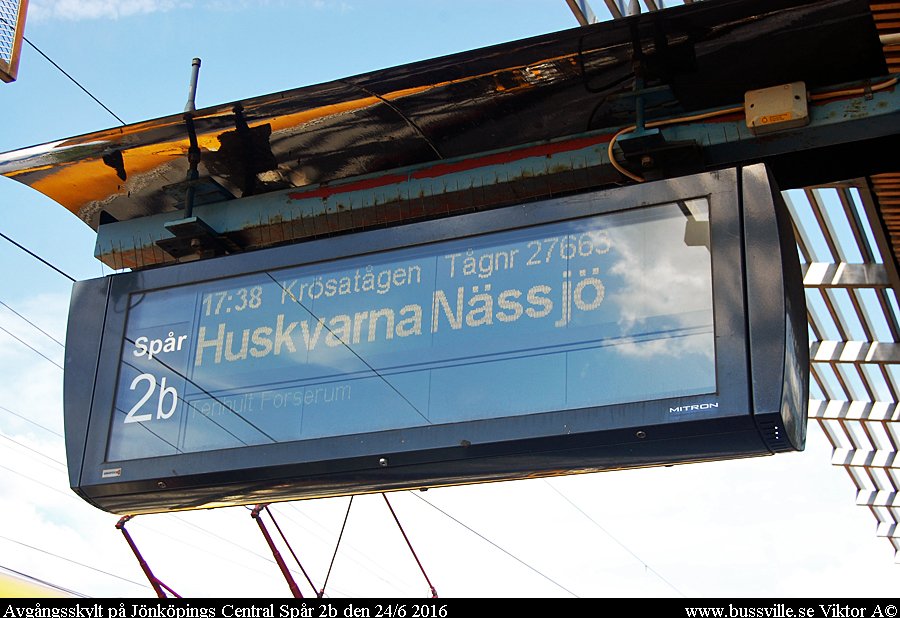 17:38 Krösatågen Tågnr 27663
Huskvarna Nässjö
Spår
2b
Tenhult Forserum
MITRON
Avgångsskylt på Jönköpings Central Spår 2b den 24/6 2016
www.bussville.se Viktor A©